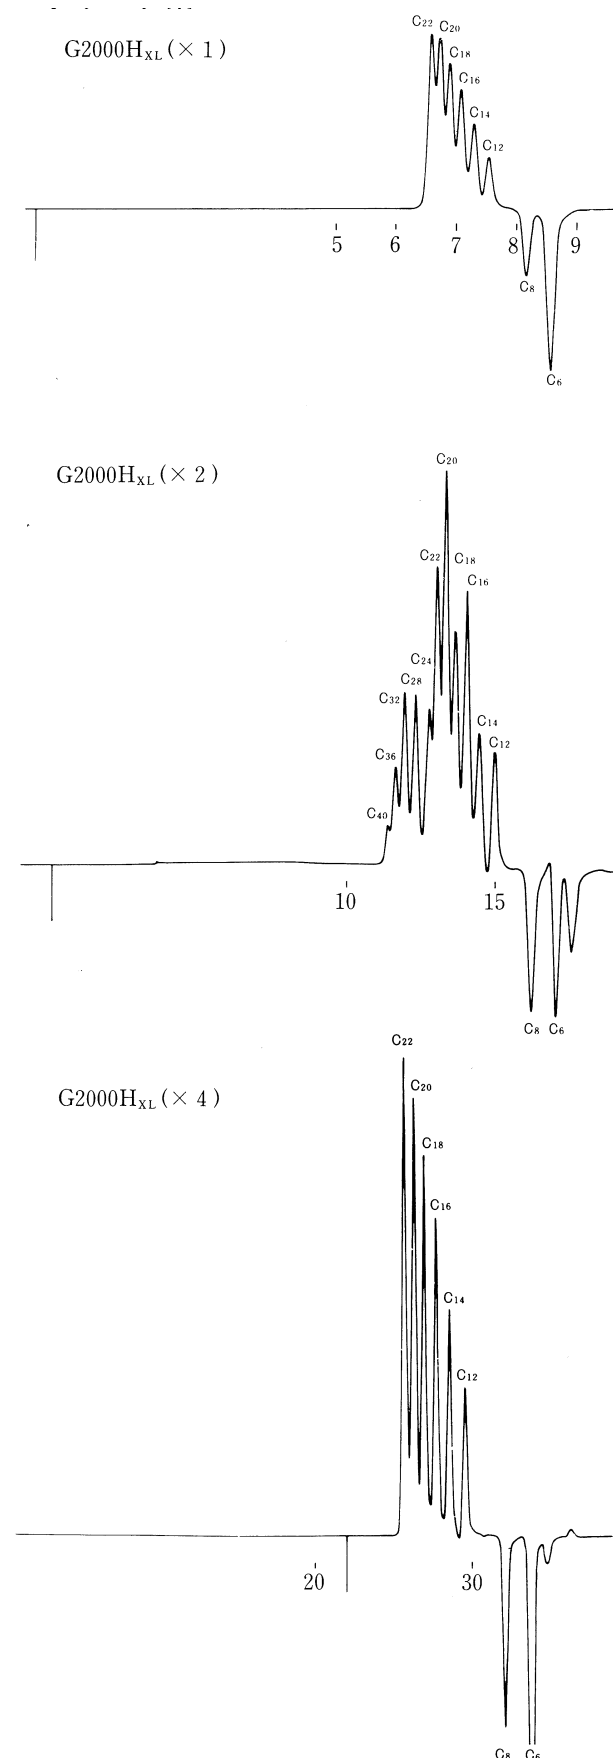 G2000HXL(× 1)
C22 C20
C18
C16
C14
C12
5 6 7 8 9
C8
C6
G2000HXL(× 2)
C20
C22 C18
C16
C24
C28
C32
C14
C12
C36
C40
10 15
C8 C6
C22
G2000HXL(× 4)
C20
C18
C16
C14
C12
20 30
C8 C6